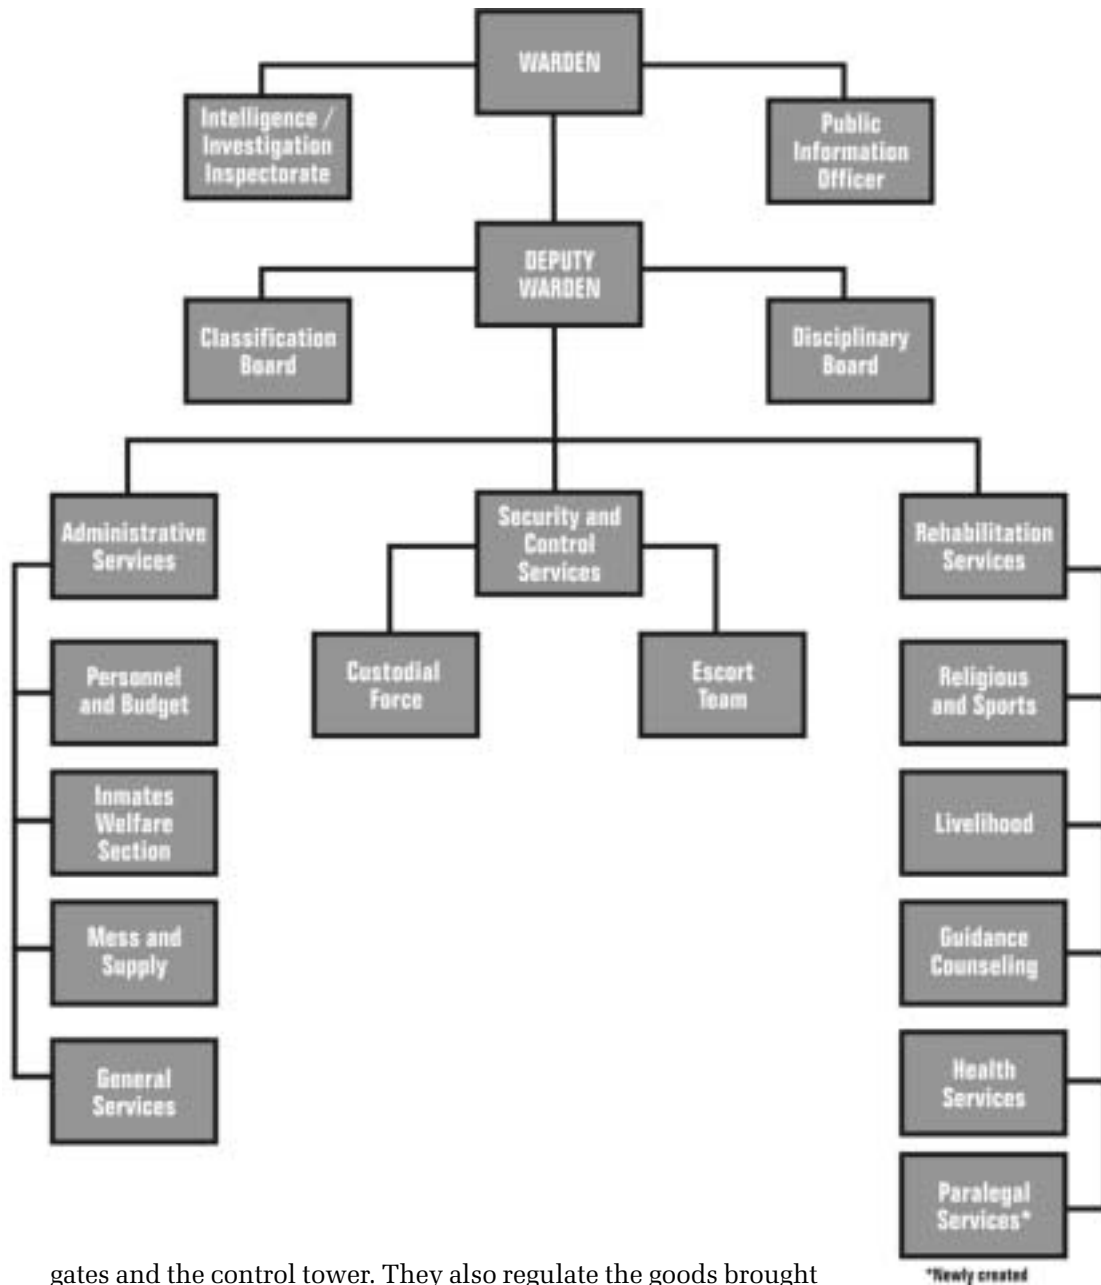 WARDEN
Intelligence /
Investigation
Inspectorate
Public
Information
Officer
DEPUTY
WARDEN
Classification
Board
Disciplinary
Board
Administrative
Services
Security and
Control
Services
Rehabilitation
Services
Custodial
Force
Escort
Team
Personnel
and Budget
Religious
and Sports
Inmates
Welfare
Section
Livelihood
Mess and
Supply
Guidance
Counseling
General
Services
Health
Services
Paralegal
Services*
*Newly created
gates and the control tower. They also regulate the goods brought